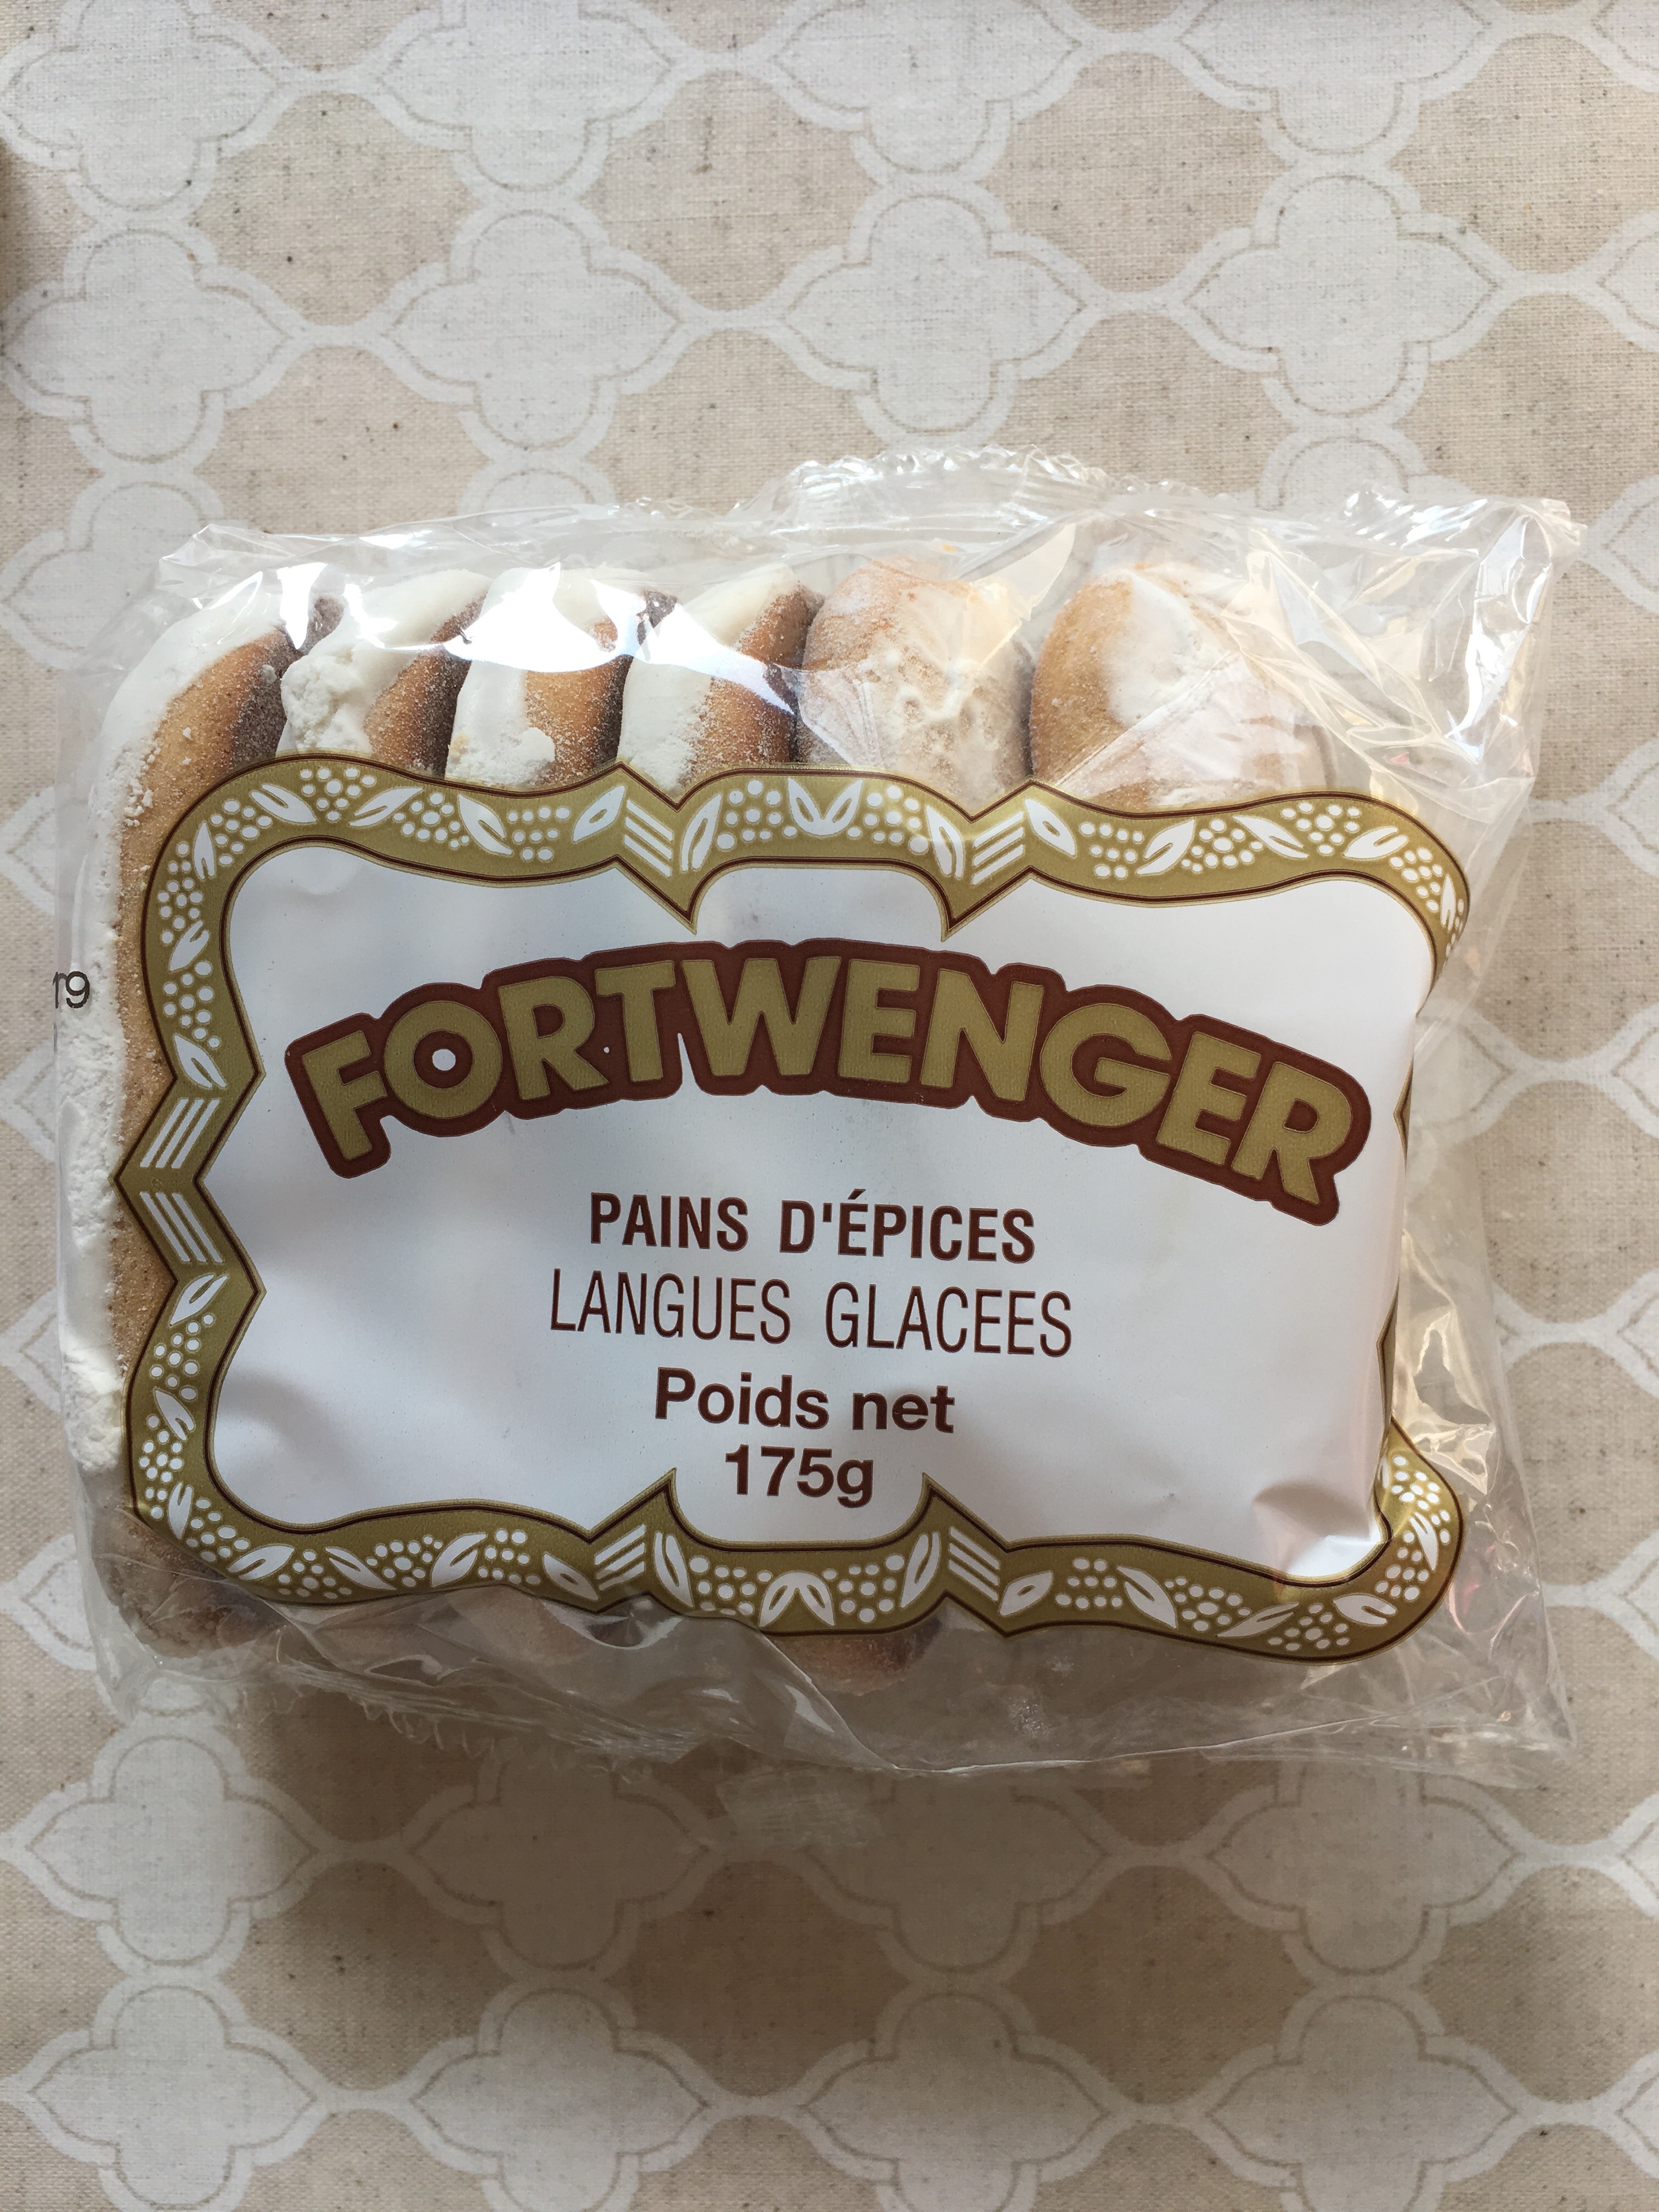 FORTWENGER
PAINS D'ÉPICES
LANGUES GLACEES
Poids net
175g